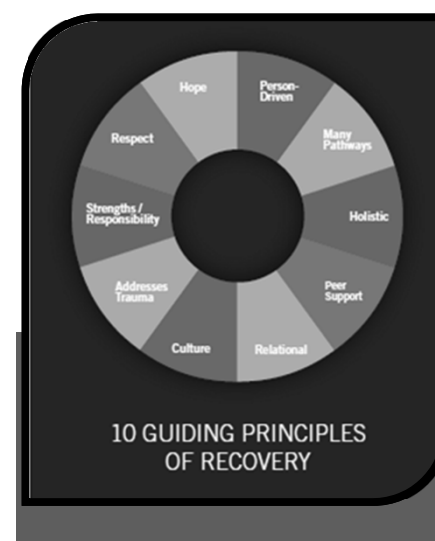 Hope
Person-
Driven
Many
Pathways
Holistic
Peer
Support
Relational
Culture
Addresses
Trauma
Strengths /
Responsibility
Respect
10 GUIDING PRINCIPLES
OF RECOVERY